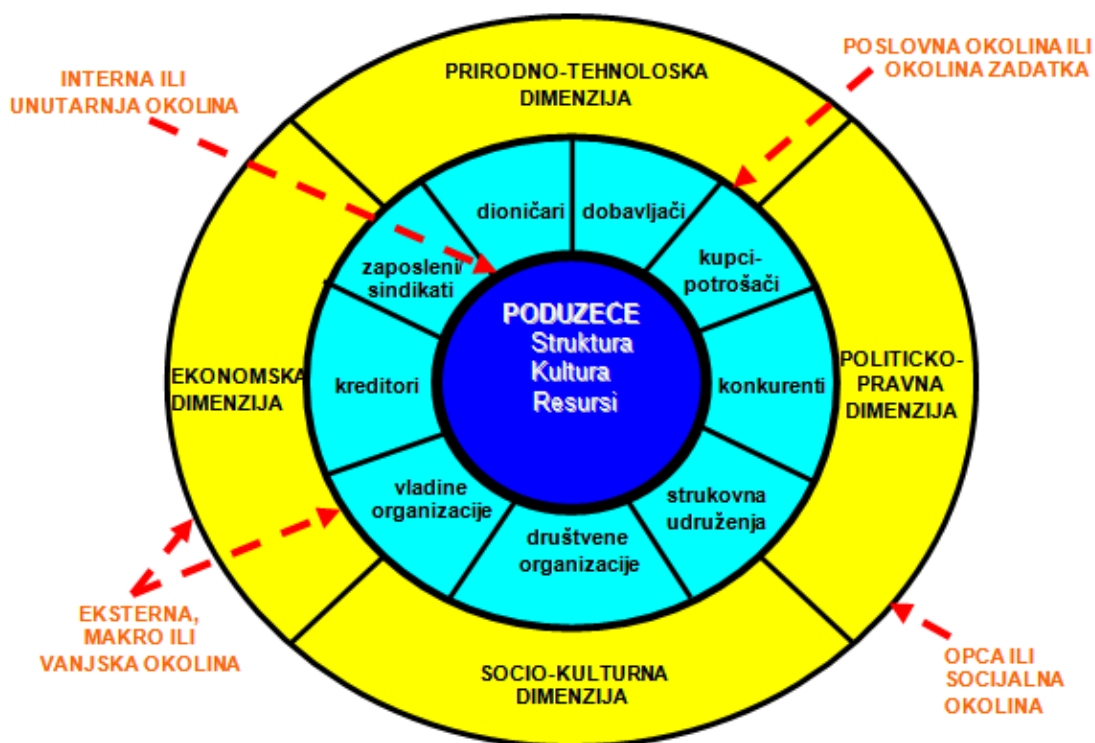 INTERNA ILI
UNUTARNJA OKOLINA
POSLOVNA OKOLINA ILI
OKOLINA ZADATKA
PRIRODNO-TEHNOLOSKA
DIMENZIJA
dioničari
dobavljači
zaposleni/
sindikati
kupci-
potrošači
PODUZEĆE
Struktura
Kultura
Resursi
EKONOMSKA
DIMENZIJA
kreditori
konkurenti
POLITICKO-
PRAVNA
DIMENZIJA
vladine
organizacije
strukovna
udruženja
društvene
organizacije
EKSTERNA,
MAKRO ILI
VANJSKA OKOLINA
SOCIO-KULTURNA
DIMENZIJA
OPCA ILI
SOCIJALNA
OKOLINA